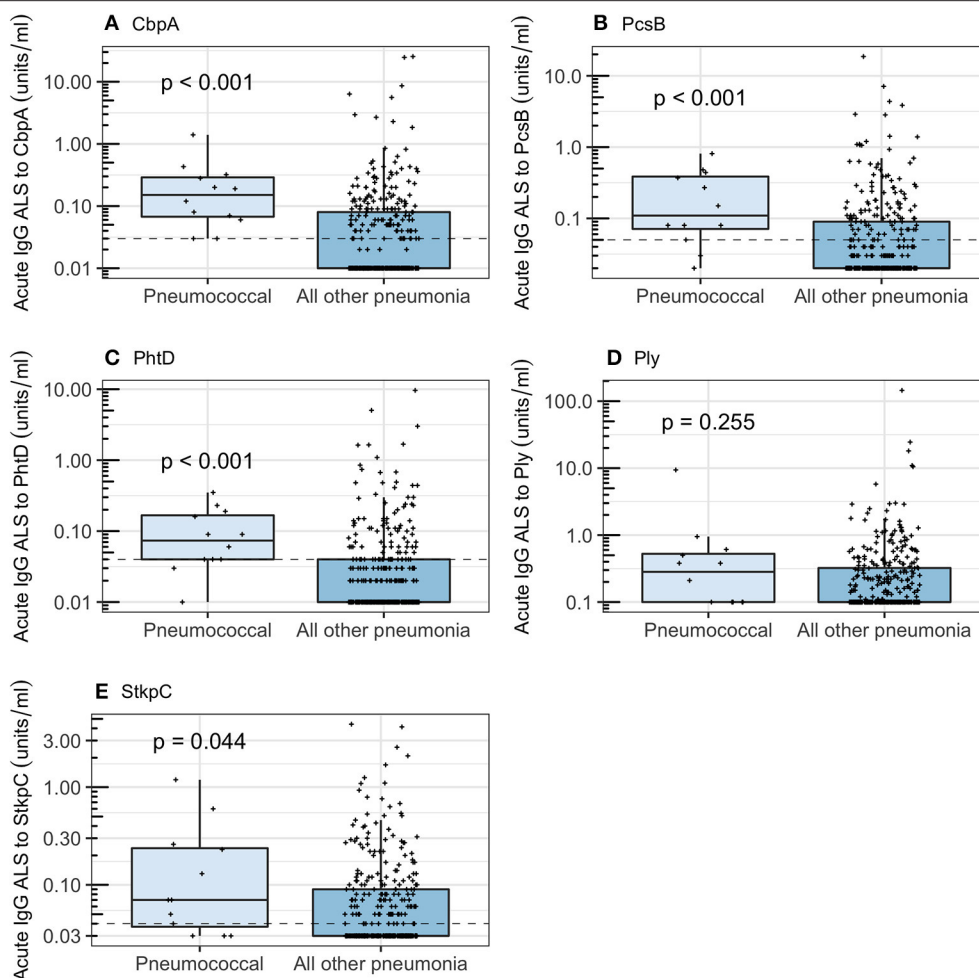 A CbpA
Acute IgG ALS to CbpA (units/ml)
10.00
1.00
0.10
0.01
p < 0.001
Pneumococcal
All other pneumonia
B PcsB
Acute IgG ALS to PcsB (units/ml)
10.0
1.0
0.1
p < 0.001
Pneumococcal
All other pneumonia
C PhtD
Acute IgG ALS to PhtD (units/ml)
10.00
1.00
0.10
0.01
p < 0.001
Pneumococcal
All other pneumonia
D Ply
Acute IgG ALS to Ply (units/ml)
100.0
10.0
1.0
0.1
p = 0.255
Pneumococcal
All other pneumonia
E StkpC
Acute IgG ALS to StkpC (units/ml)
3.00
1.00
0.30
0.10
0.03
p = 0.044
Pneumococcal
All other pneumonia